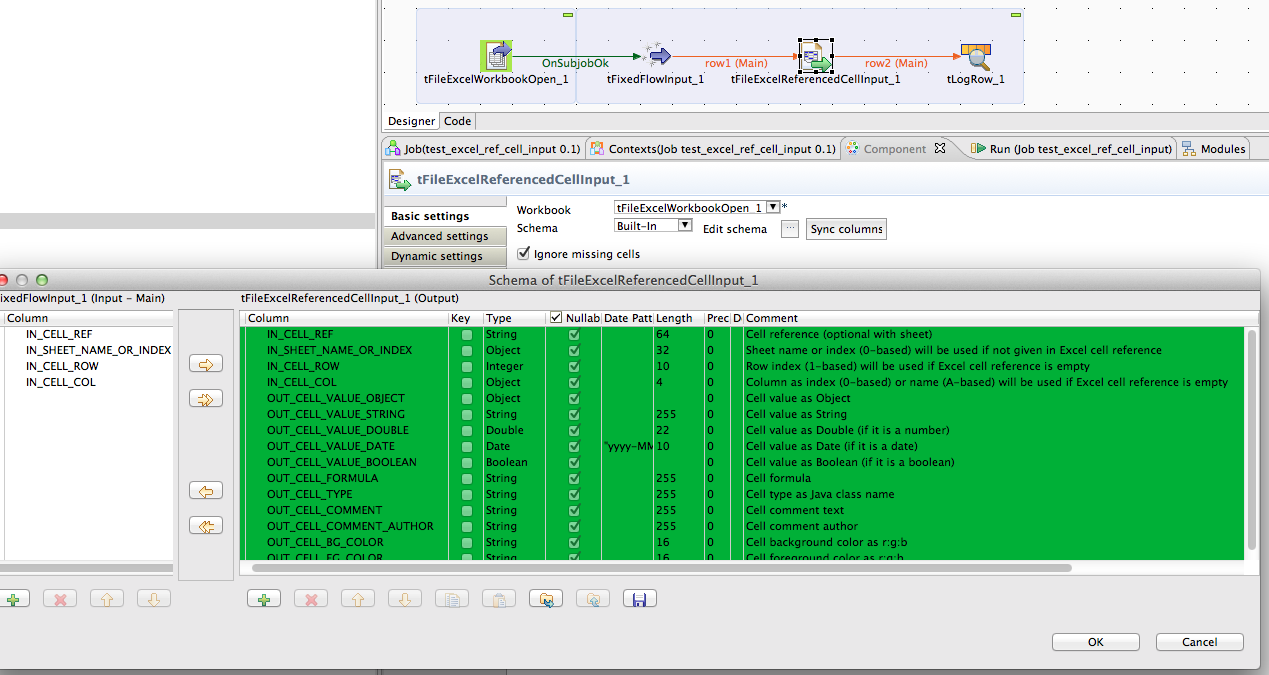 OnSubjobOk
row1 (Main)
row2 (Main)
tFileExcelWorkbookOpen_1
tFixedFlowInput_1
tFileExcelReferencedCellInput_1
tLogRow_1
Designer
Code
Job(test_excel_ref_cell_input 0.1)
Contexts(Job test_excel_ref_cell_input 0.1)
Component
Run (Job test_excel_ref_cell_input)
Modules
tFileExcelReferencedCellInput_1
Basic settings
Advanced settings
Dynamic settings
Workbook
tFileExcelWorkbookOpen_1
*
Schema
Built-In
Edit schema
...
Sync columns
Ignore missing cells
Schema of tFileExcelReferencedCellInput_1
ixedFlowInput_1 (Input - Main)
tFileExcelReferencedCellInput_1 (Output)
Column
IN_CELL_REF
IN_SHEET_NAME_OR_INDEX
IN_CELL_ROW
IN_CELL_COL
Column Key Type Nullab Date Patt Length Prec D Comment
IN_CELL_REF String 64 0 Cell reference (optional with sheet)
IN_SHEET_NAME_OR_INDEX Object 32 0 Sheet name or index (0-based) will be used if not given in Excel cell reference
IN_CELL_ROW Integer 10 0 Row index (1-based) will be used if Excel cell reference is empty
IN_CELL_COL Object 4 0 Column as index (0-based) or name (A-based) will be used if Excel cell reference is empty
OUT_CELL_VALUE_OBJECT Object 0 Cell value as Object
OUT_CELL_VALUE_STRING String 255 0 Cell value as String
OUT_CELL_VALUE_DOUBLE Double 22 0 Cell value as Double (if it is a number)
OUT_CELL_VALUE_DATE Date "yyyy-MM 10 0 Cell value as Date (if it is a date)
OUT_CELL_VALUE_BOOLEAN Boolean 0 Cell value as Boolean (if it is a boolean)
OUT_CELL_FORMULA String 255 0 Cell formula
OUT_CELL_TYPE String 255 0 Cell type as Java class name
OUT_CELL_COMMENT String 255 0 Cell comment text
OUT_CELL_COMMENT_AUTHOR String 255 0 Cell comment author
OUT_CELL_BG_COLOR String 16 0 Cell background color as r:g:b
OUT_CELL_FG_COLOR String 16 0 Cell foreground color as r:g:b
OK
Cancel